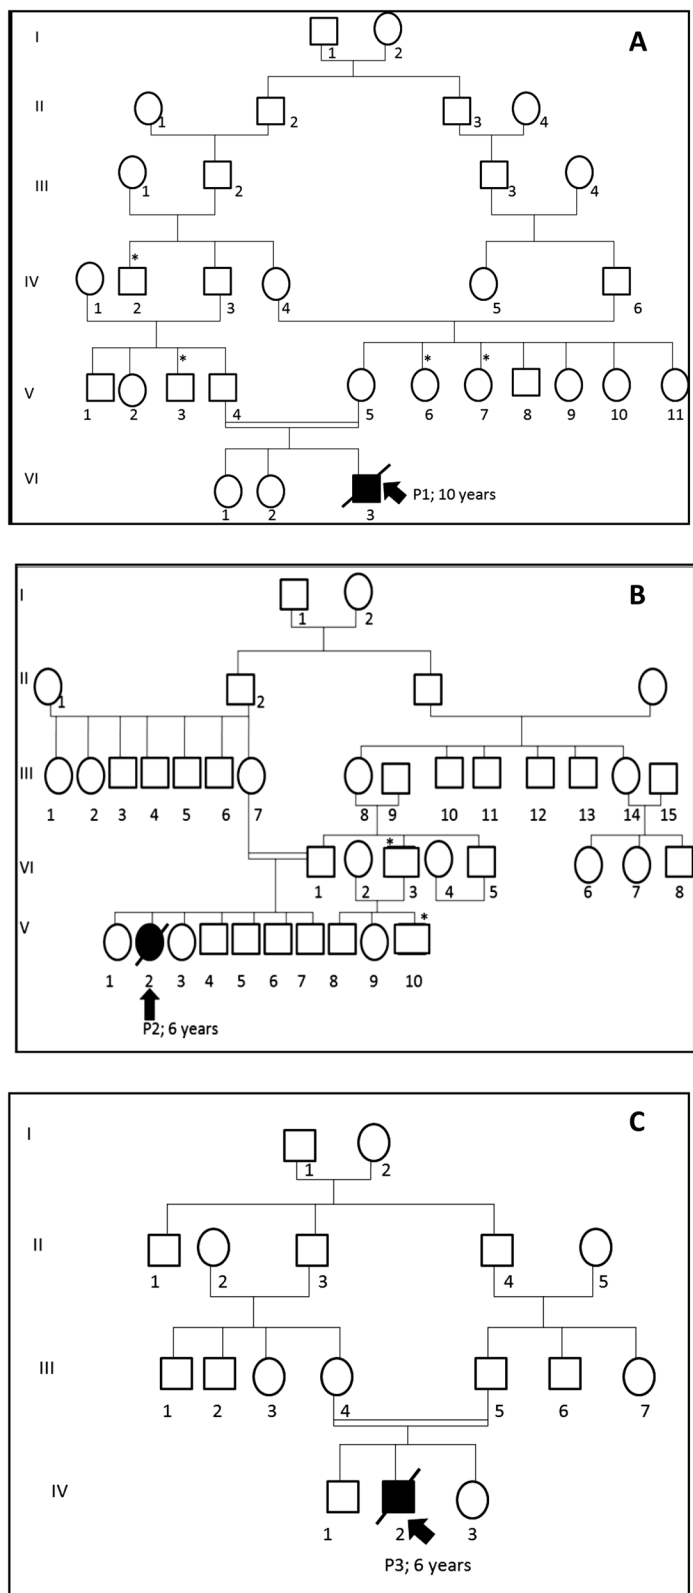 I
A
1 2
II
1 2 3 4
III
1 2 3 4
IV
*
1 2 3 4 5 6
V
* * *
1 2 3 4 5 6 7 8 9 10 11
VI
1 2 3
P1; 10 years
I
B
1 2
II
1 2
III
1 2 3 4 5 6 7 8 9 10 11 12 13 14 15
VI
*
1 2 3 4 5 6 7 8
V
*
1 2 3 4 5 6 7 8 9 10
P2; 6 years
I
C
1 2
II
1 2 3 4 5
III
1 2 3 4 5 6 7
IV
1 2 3
P3; 6 years